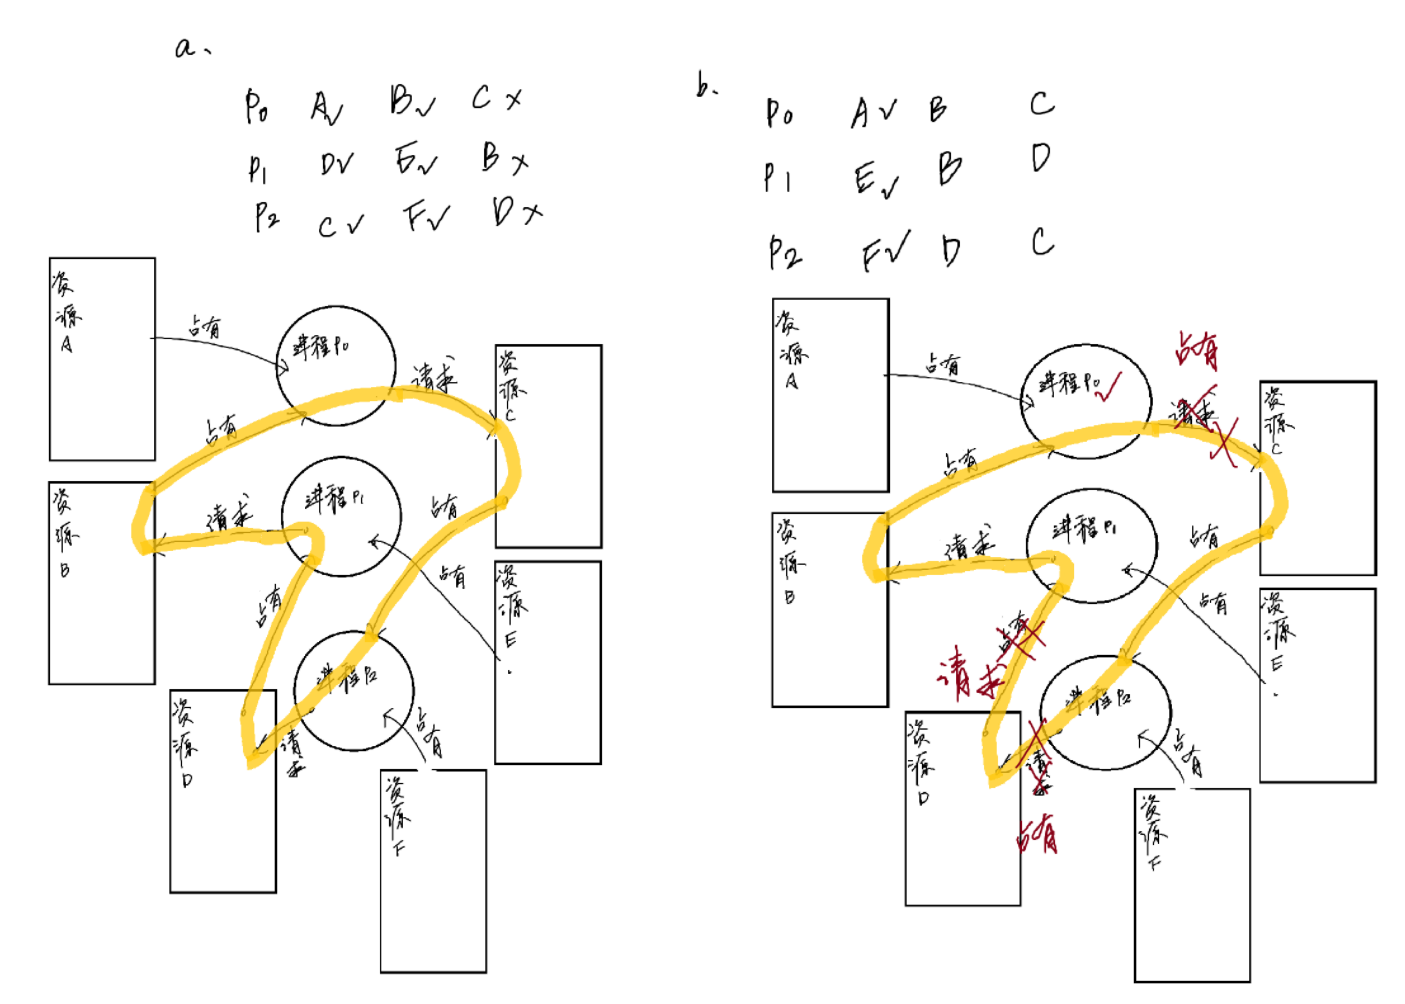 a.
P0 A✓ B✓ C×
P1 D✓ E✓ B×
P2 C✓ F✓ D×
资源A
占有
进程P0
请求
资源C
占有
资源B
请求
进程P1
占有
占有
资源E.
占有
进程P2
资源D
请求
占有
资源F
b.
P0 A✓ B C
P1 E✓ B D
P2 F✓ D C
资源A
占有
进程P0✓
占有
请求
资源C
占有
资源B
请求
进程P1
占有
占有
资源E.
占有
请求
进程P2
资源D
请求
占有
占有
资源F